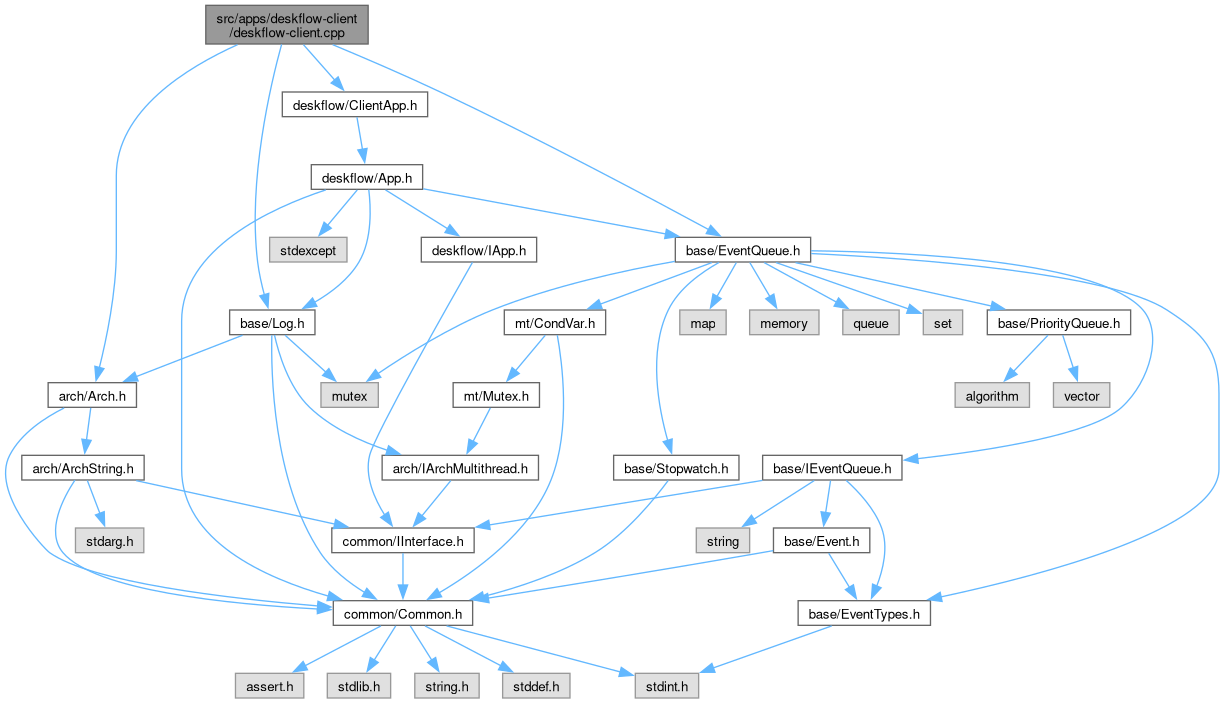 src/apps/deskflow-client
/deskflow-client.cpp
deskflow/ClientApp.h
deskflow/App.h
stdexcept
deskflow/IApp.h
base/EventQueue.h
base/Log.h
mt/CondVar.h
map
memory
queue
set
base/PriorityQueue.h
arch/Arch.h
mutex
mt/Mutex.h
algorithm
vector
arch/ArchString.h
arch/IArchMultithread.h
base/Stopwatch.h
base/IEventQueue.h
stdarg.h
common/IInterface.h
string
base/Event.h
common/Common.h
base/EventTypes.h
assert.h
stdlib.h
string.h
stddef.h
stdint.h